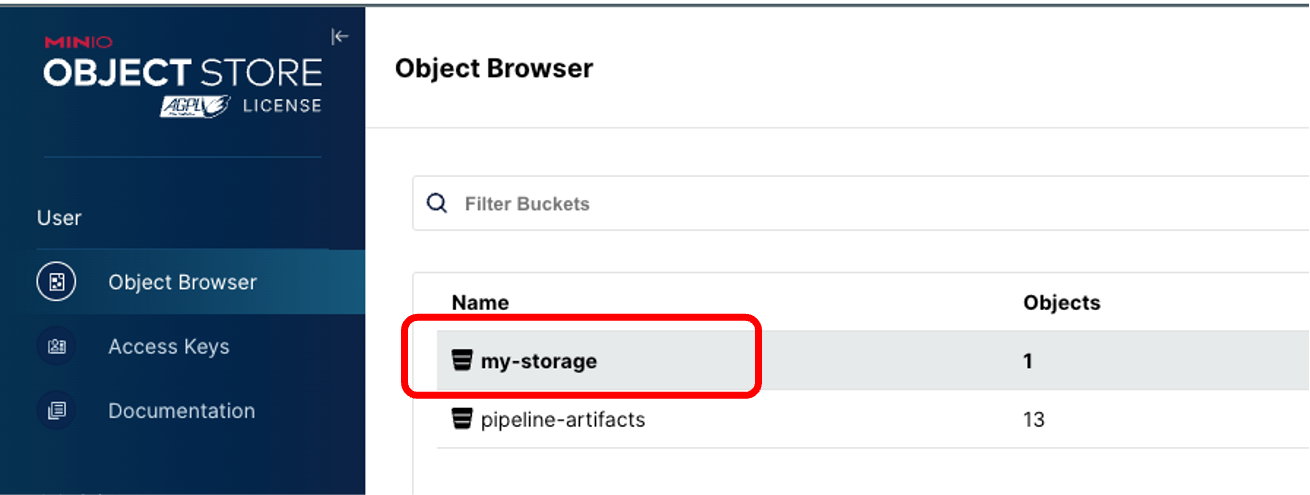 MINIO
OBJECT STORE
AGPLV3 LICENSE
User
Object Browser
Access Keys
Documentation
Object Browser
Filter Buckets
Name Objects
my-storage 1
pipeline-artifacts 13